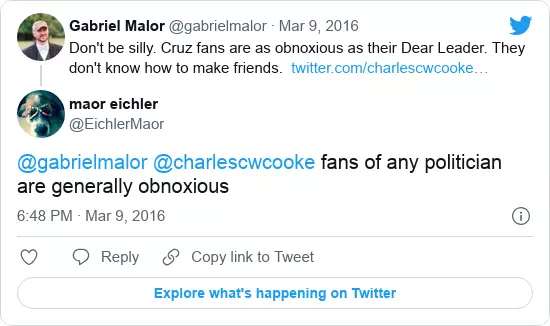 Gabriel Malor @gabrielmalor · Mar 9, 2016
Don't be silly. Cruz fans are as obnoxious as their Dear Leader. They
don't know how to make friends. twitter.com/charlescwcooke…
maor eichler
@EichlerMaor
@gabrielmalor @charlescwcooke fans of any politician
are generally obnoxious
6:48 PM · Mar 9, 2016
Reply Copy link to Tweet
Explore what's happening on Twitter